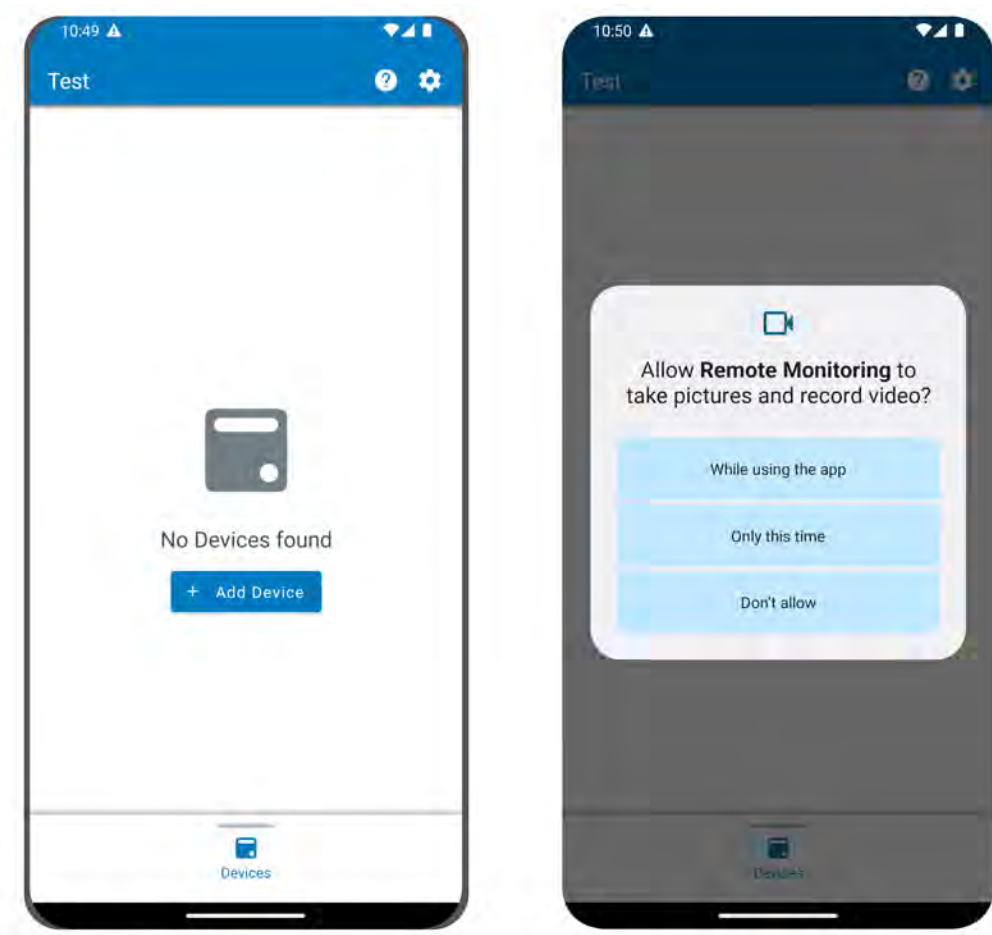 10:49
Test
No Devices found
+ Add Device
Devices
10:50
Test
Allow Remote Monitoring to
take pictures and record video?
While using the app
Only this time
Don't allow
Devices